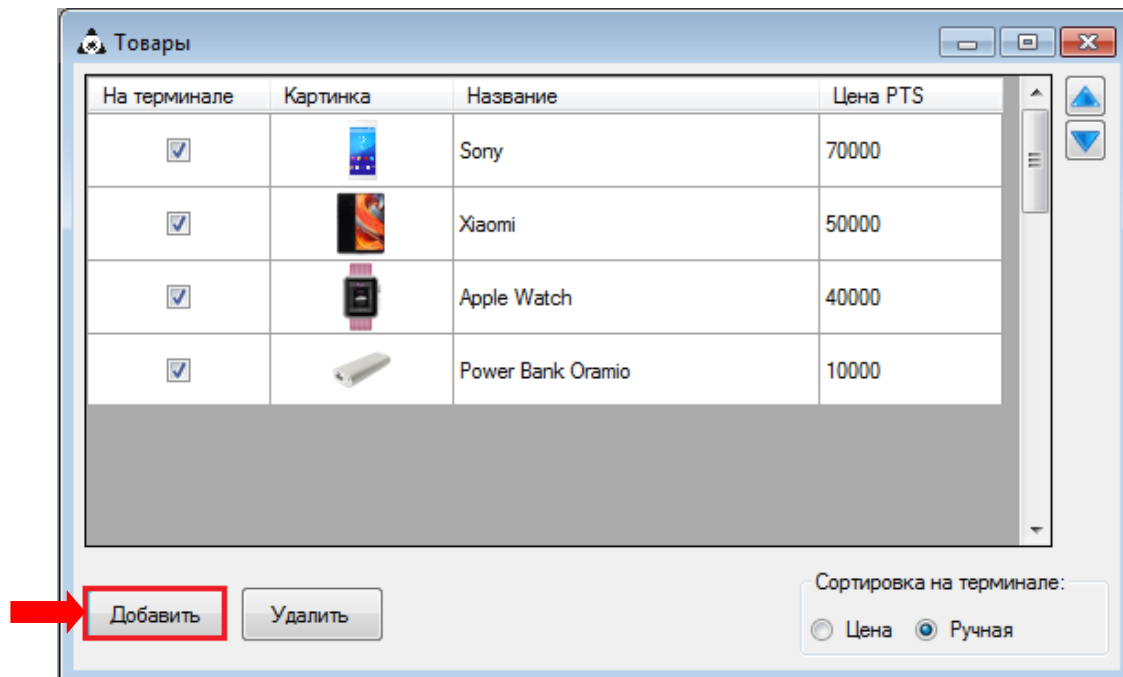 Товары
На терминале Картинка Название Цена PTS
Sony 70000
Xiaomi 50000
Apple Watch 40000
Power Bank Oramio 10000
Сортировка на терминале:
Добавить Удалить Цена Ручная